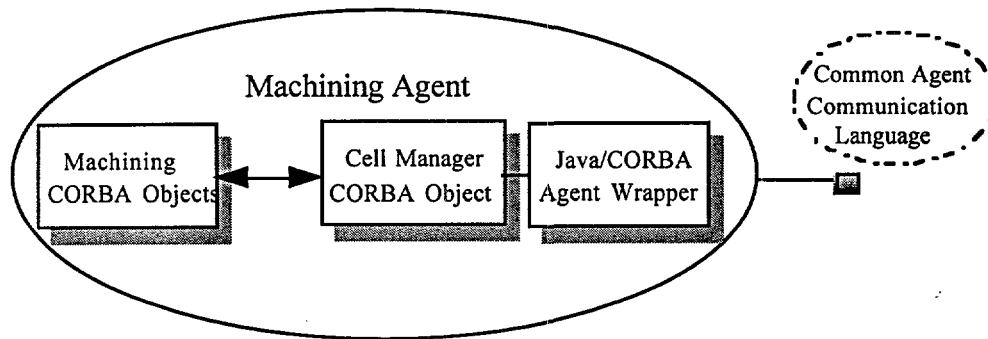 Machining Agent
Machining
CORBA Objects
Cell Manager
CORBA Object
Java/CORBA
Agent Wrapper
Common Agent
Communication
Language